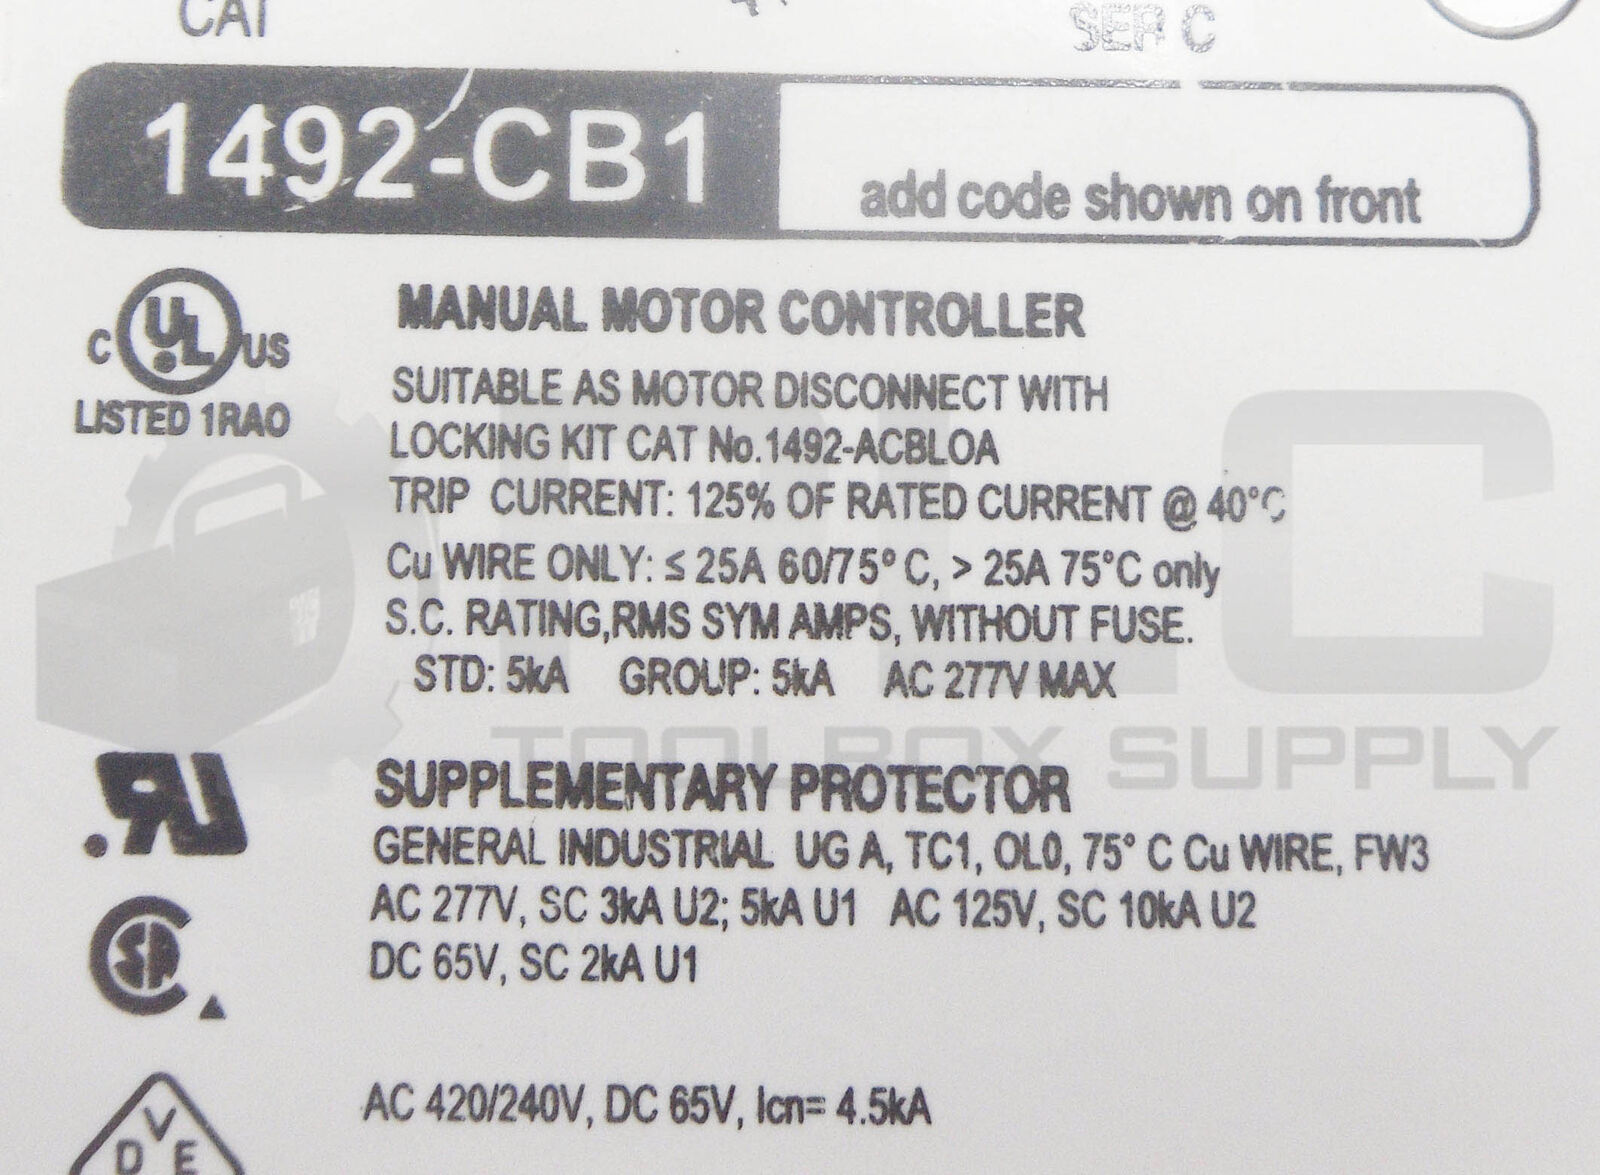 CAT
SER C
1492-CB1
add code shown on front
C UL US
LISTED 1RAO
MANUAL MOTOR CONTROLLER
SUITABLE AS MOTOR DISCONNECT WITH
LOCKING KIT CAT No.1492-ACBLOA
TRIP CURRENT: 125% OF RATED CURRENT @ 40°C
Cu WIRE ONLY: ≤ 25A 60/75° C, > 25A 75°C only
S.C. RATING,RMS SYM AMPS, WITHOUT FUSE.
STD: 5kA GROUP: 5kA AC 277V MAX
TOOLBOX SUPPLY
SUPPLEMENTARY PROTECTOR
GENERAL INDUSTRIAL UG A, TC1, OL0, 75° C Cu WIRE, FW3
AC 277V, SC 3kA U2; 5kA U1 AC 125V, SC 10kA U2
DC 65V, SC 2kA U1
AC 420/240V, DC 65V, Icn= 4.5kA
V
D E